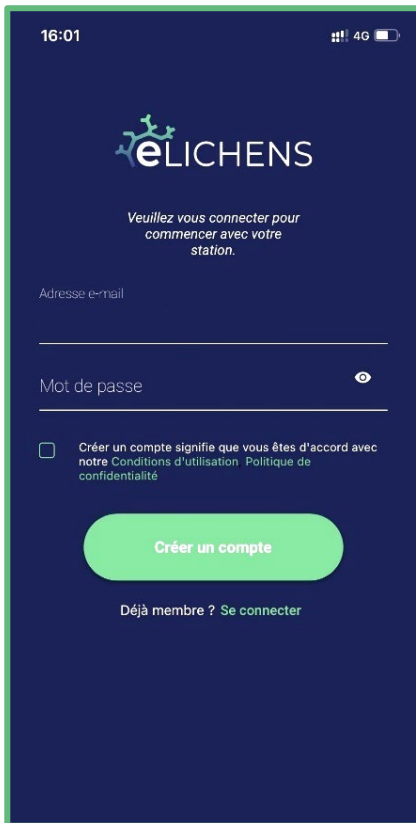 16:01
4G
eLICHENS
Veuillez vous connecter pour
commencer avec votre
station.
Adresse e-mail
Mot de passe
Créer un compte signifie que vous êtes d'accord avec
notre Conditions d'utilisation, Politique de
confidentialité
Créer un compte
Déjà membre ? Se connecter